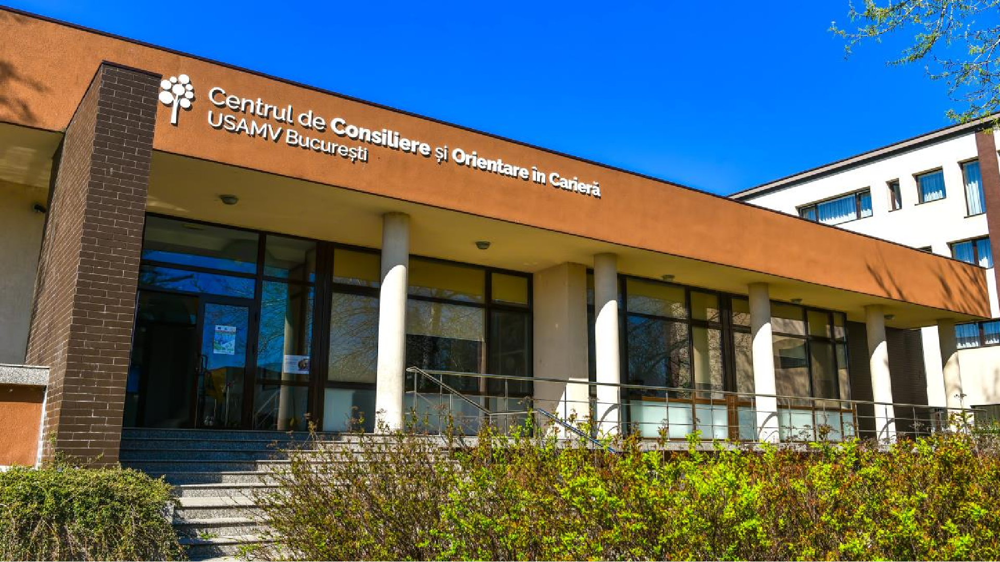 Centrul de Consiliere și Orientare în Carieră
USAMV București